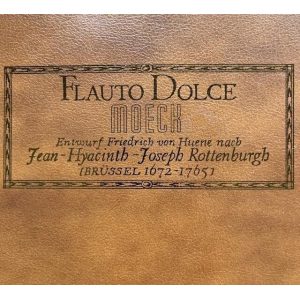 FLAUTO DOLCE
MOECK
Entwurf Friedrich von Huene nach
Jean-Hyacinth-Joseph Rottenburgh
(BRÜSSEL 1672-1765)